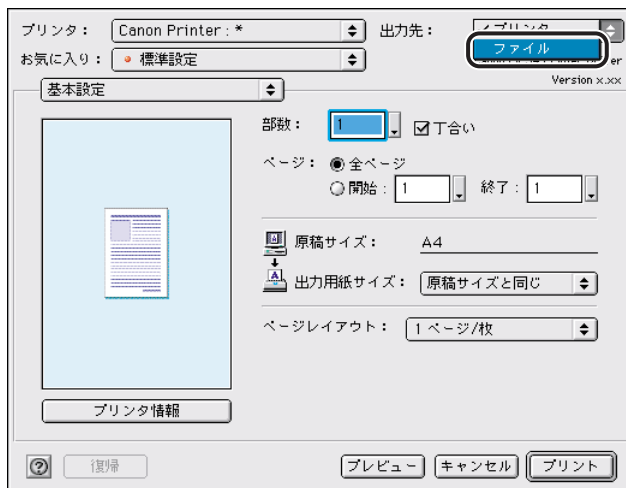 プリンタ： Canon Printer : * 出力先：
ファイル
お気に入り： 標準設定
Version x.xx
基本設定
部数： 1 丁合い
ページ： 全ページ
開始： 1 終了： 1
原稿サイズ： A4
出力用紙サイズ： 原稿サイズと同じ
ページレイアウト： 1 ページ/枚
プリンタ情報
? 復帰 プレビュー キャンセル プリント